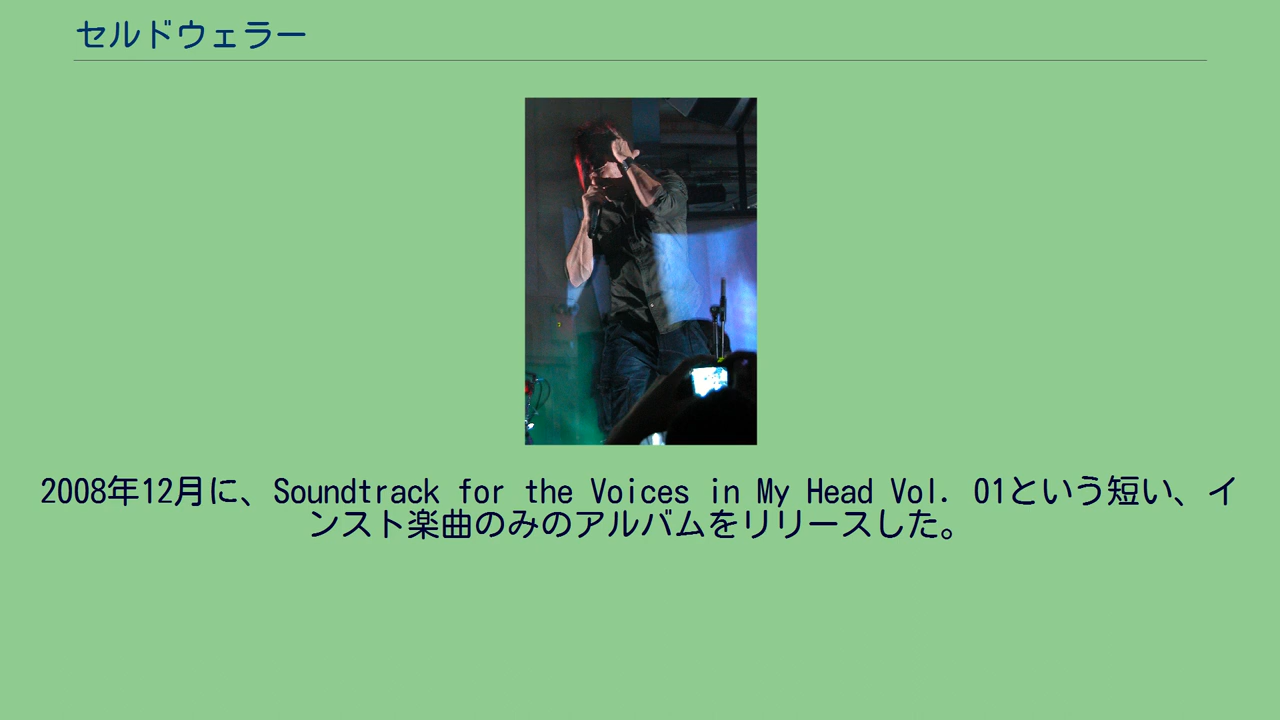 セルドウェラー
2008年12月に、Soundtrack for the Voices in My Head Vol. 01という短い、イ
ンスト楽曲のみのアルバムをリリースした。